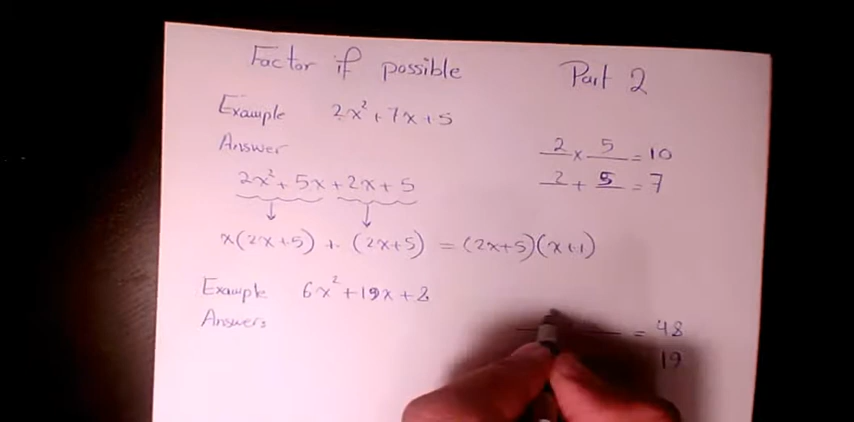 Factor if possible Part 2
Example 2x²+7x+5
Answer
2 x 5 = 10
2 + 5 = 7
2x²+5x+2x+5
x(2x+5) + (2x+5) = (2x+5)(x+1)
Example 6x²+19x+8
Answers
= 48
19